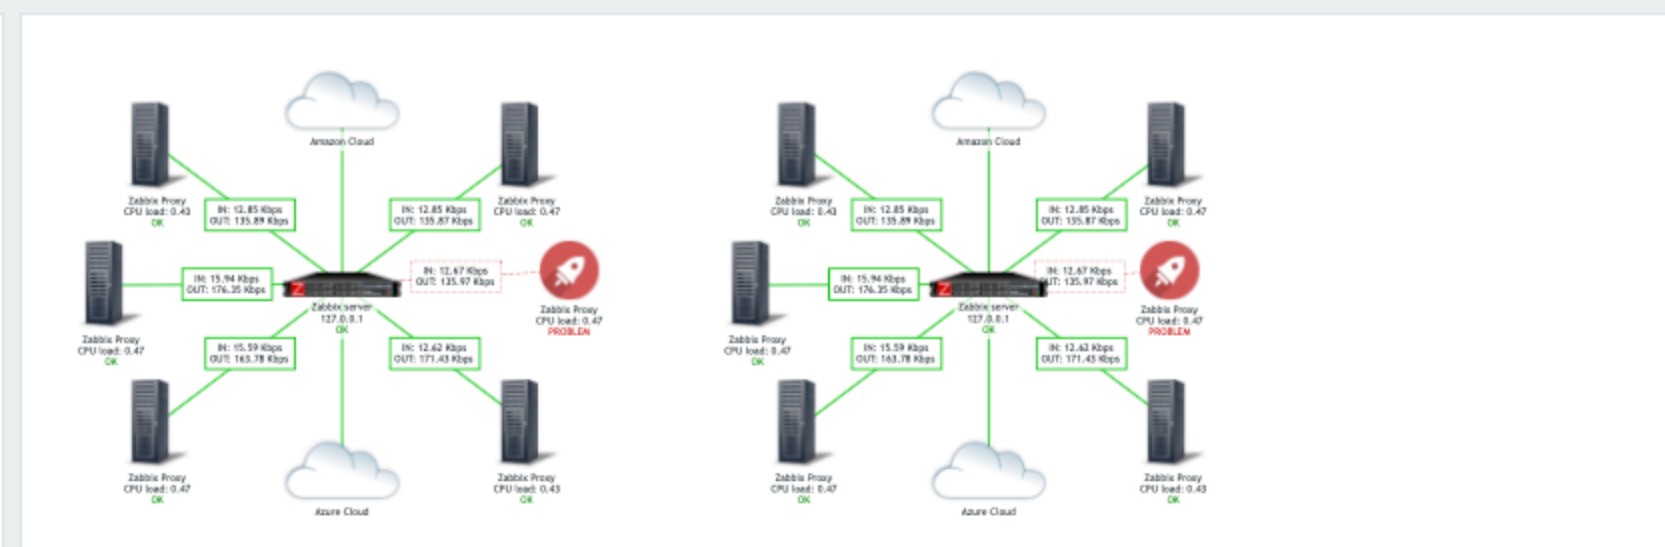 Amazon Cloud
Zabbix Proxy
CPU load: 0.43
OK
IN: 12.85 Kbps
OUT: 135.89 Kbps
IN: 12.85 Kbps
OUT: 135.87 Kbps
Zabbix Proxy
CPU load: 0.47
OK
IN: 15.94 Kbps
OUT: 176.35 Kbps
Z
IN: 12.67 Kbps
OUT: 135.97 Kbps
Zabbix server
127.0.0.1
OK
Zabbix Proxy
CPU load: 0.47
PROBLEM
Zabbix Proxy
CPU load: 0.47
OK
IN: 15.59 Kbps
OUT: 163.78 Kbps
IN: 12.62 Kbps
OUT: 171.43 Kbps
Zabbix Proxy
CPU load: 0.47
OK
Zabbix Proxy
CPU load: 0.43
OK
Azure Cloud
Amazon Cloud
Zabbix Proxy
CPU load: 0.43
OK
IN: 12.85 Kbps
OUT: 135.89 Kbps
IN: 12.85 Kbps
OUT: 135.87 Kbps
Zabbix Proxy
CPU load: 0.47
OK
IN: 15.94 Kbps
OUT: 176.35 Kbps
Z
IN: 12.67 Kbps
OUT: 135.97 Kbps
Zabbix server
127.0.0.1
OK
Zabbix Proxy
CPU load: 0.47
PROBLEM
Zabbix Proxy
CPU load: 0.47
OK
IN: 15.59 Kbps
OUT: 163.78 Kbps
IN: 12.62 Kbps
OUT: 171.43 Kbps
Zabbix Proxy
CPU load: 0.47
OK
Zabbix Proxy
CPU load: 0.43
OK
Azure Cloud